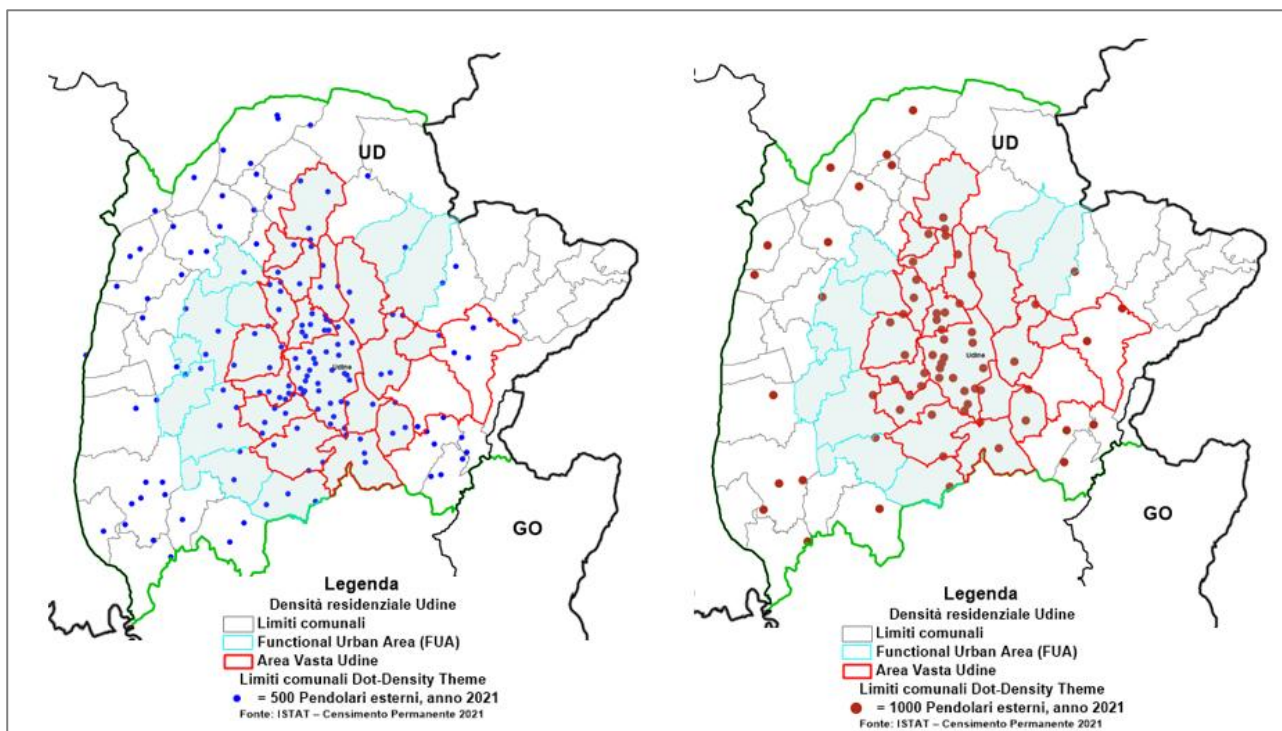 UD
Udine
GO
Legenda
Densità residenziale Udine
Limiti comunali
Functional Urban Area (FUA)
Area Vasta Udine
Limiti comunali Dot-Density Theme
= 500 Pendolari esterni, anno 2021
Fonte: ISTAT – Censimento Permanente 2021
UD
Udine
GO
Legenda
Densità residenziale Udine
Limiti comunali
Functional Urban Area (FUA)
Area Vasta Udine
Limiti comunali Dot-Density Theme
= 1000 Pendolari esterni, anno 2021
Fonte: ISTAT – Censimento Permanente 2021